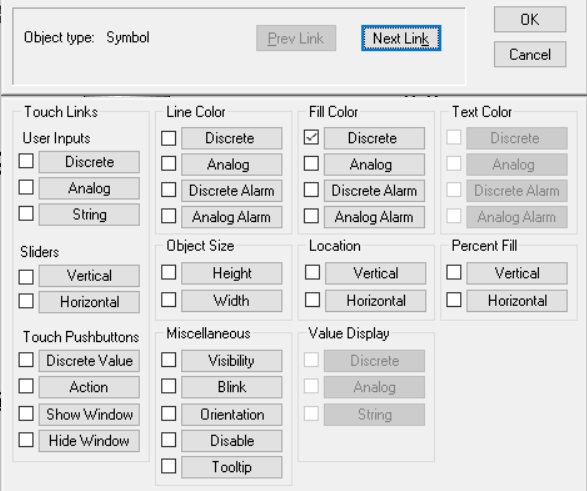 Object type: Symbol
Prev Link
Next Link
OK
Cancel
Touch Links
User Inputs
Discrete
Analog
String
Sliders
Vertical
Horizontal
Touch Pushbuttons
Discrete Value
Action
Show Window
Hide Window
Line Color
Discrete
Analog
Discrete Alarm
Analog Alarm
Object Size
Height
Width
Miscellaneous
Visibility
Blink
Orientation
Disable
Tooltip
Fill Color
Discrete
Analog
Discrete Alarm
Analog Alarm
Location
Vertical
Horizontal
Value Display
Discrete
Analog
String
Text Color
Discrete
Analog
Discrete Alarm
Analog Alarm
Percent Fill
Vertical
Horizontal